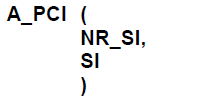 A_PCI (
NR_SI,
SI
)